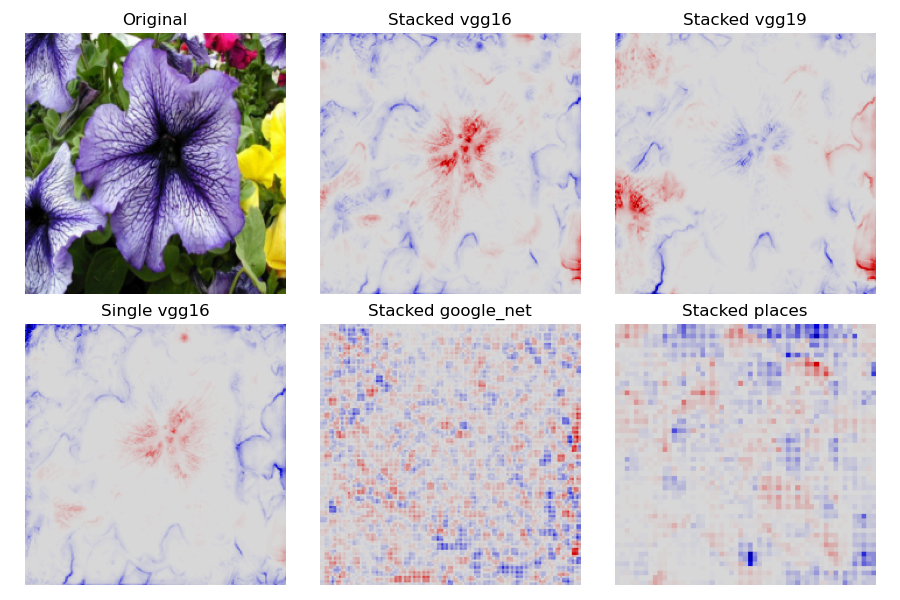 Original
Stacked vgg16
Stacked vgg19
Single vgg16
Stacked google_net
Stacked places